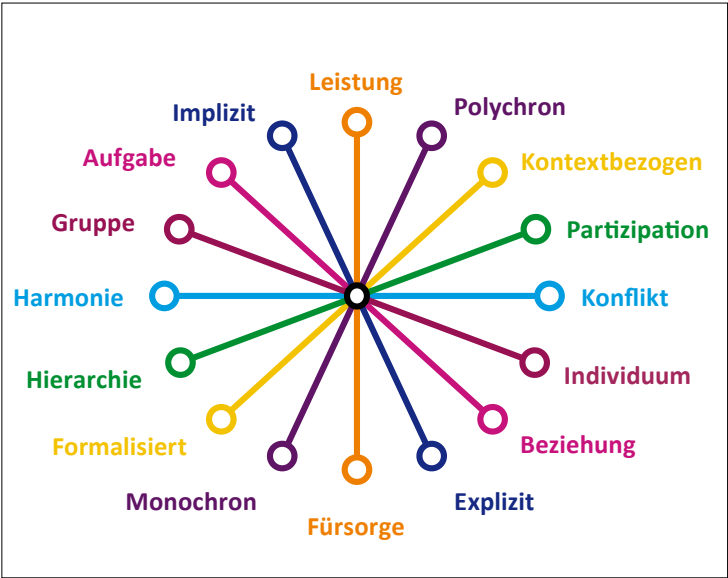 Leistung
Polychron
Implizit
Aufgabe
Kontextbezogen
Gruppe
Partizipation
Harmonie
Konflikt
Hierarchie
Individuum
Formalisiert
Beziehung
Monochron
Explizit
Fürsorge